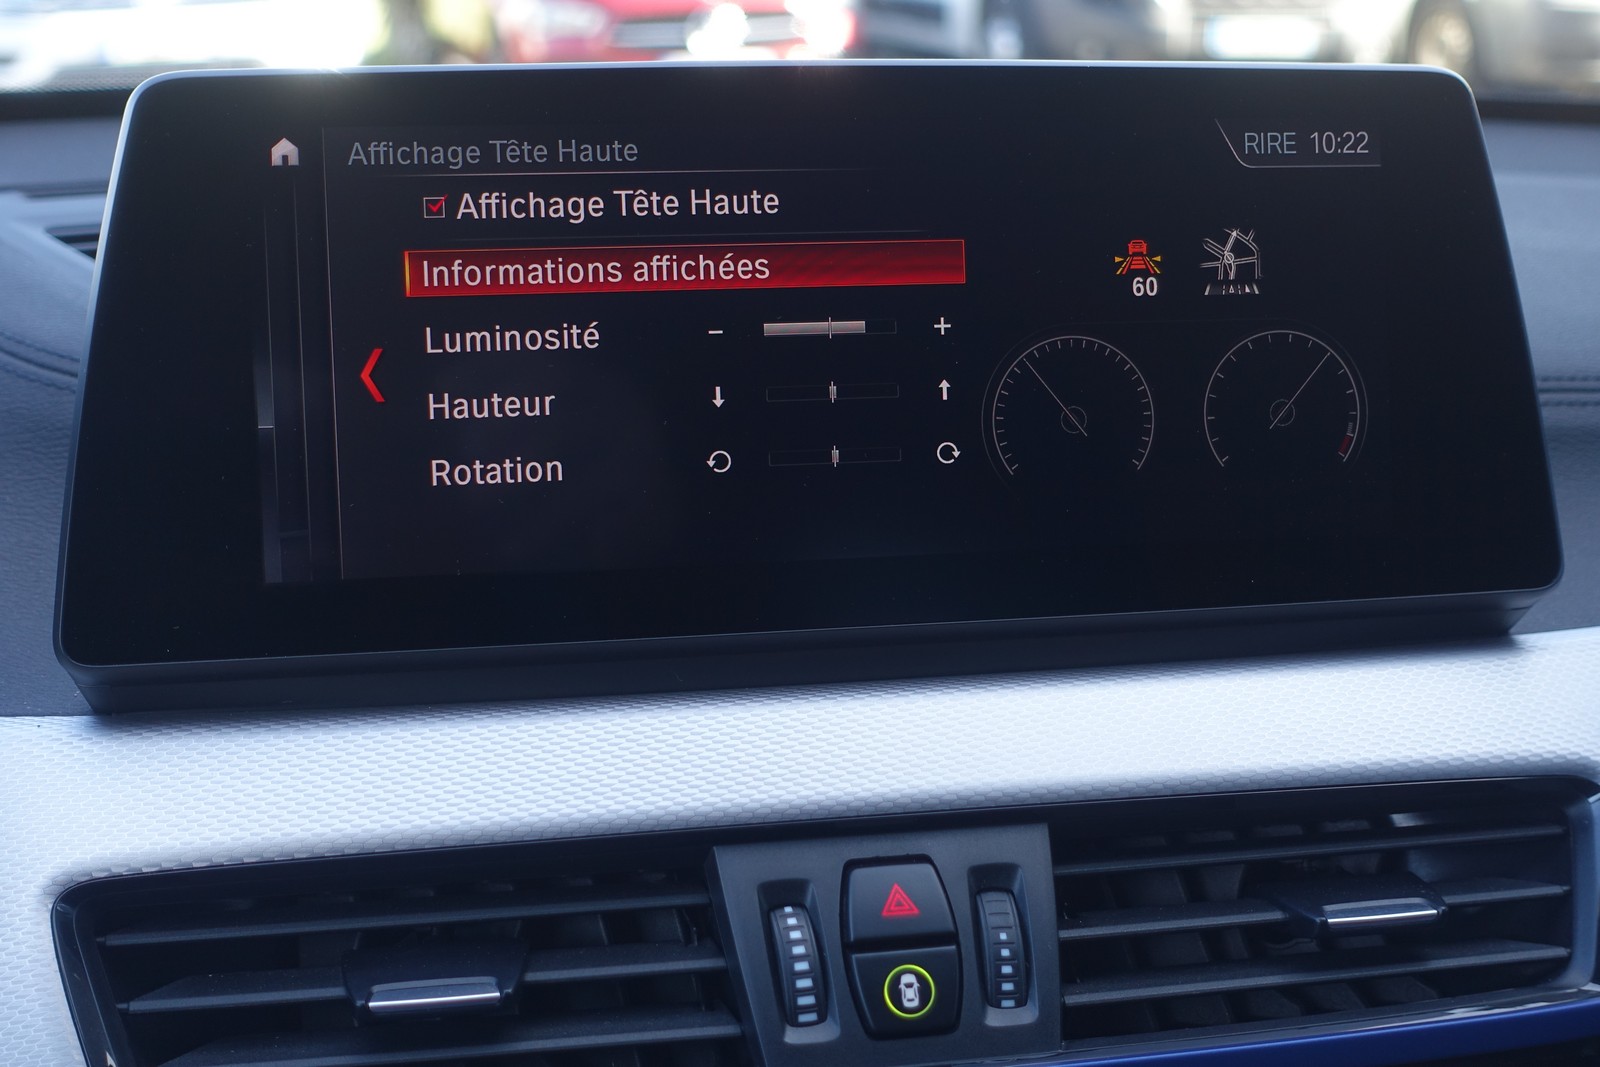 Affichage Tête Haute
RIRE 10:22
Affichage Tête Haute
Informations affichées
60
Luminosité - +
Hauteur
Rotation